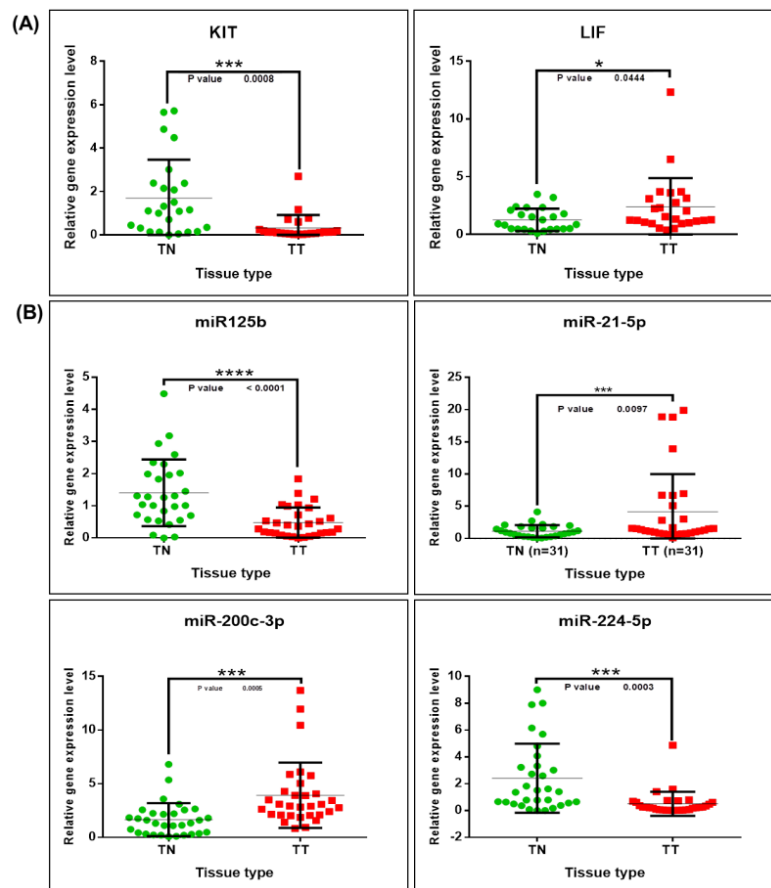 (A)
KIT
Relative gene expression level
8
6
4
2
0
***
P value 0.0008
TN TT
Tissue type
LIF
Relative gene expression level
15
10
5
0
*
P value 0.0444
TN TT
Tissue type
(B)
miR125b
Relative gene expression level
5
4
3
2
1
0
****
P value < 0.0001
TN TT
Tissue type
miR-21-5p
Relative gene expression level
25
20
15
10
5
0
***
P value 0.0097
TN (n=31) TT (n=31)
Tissue type
miR-200c-3p
Relative gene expression level
15
10
5
0
***
P value 0.0005
TN TT
Tissue type
miR-224-5p
Relative gene expression level
10
8
6
4
2
0
-2
***
P value 0.0003
TN TT
Tissue type